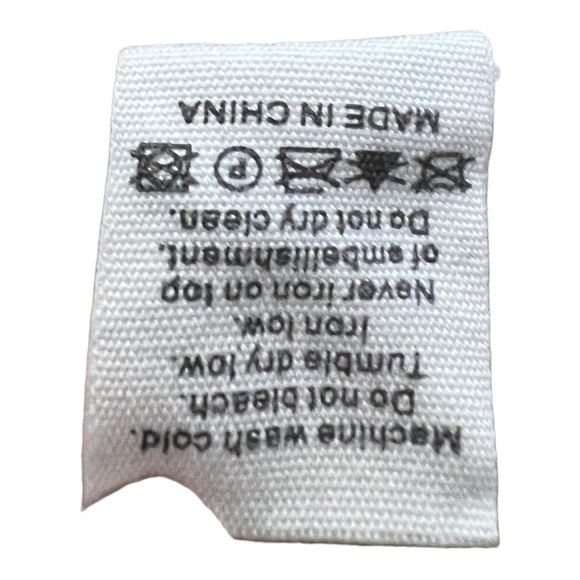 Machine wash cold.
Do not bleach.
Tumble dry low.
Iron low.
Never iron on top
of embellishment.
Do not dry clean.
P
MADE IN CHINA